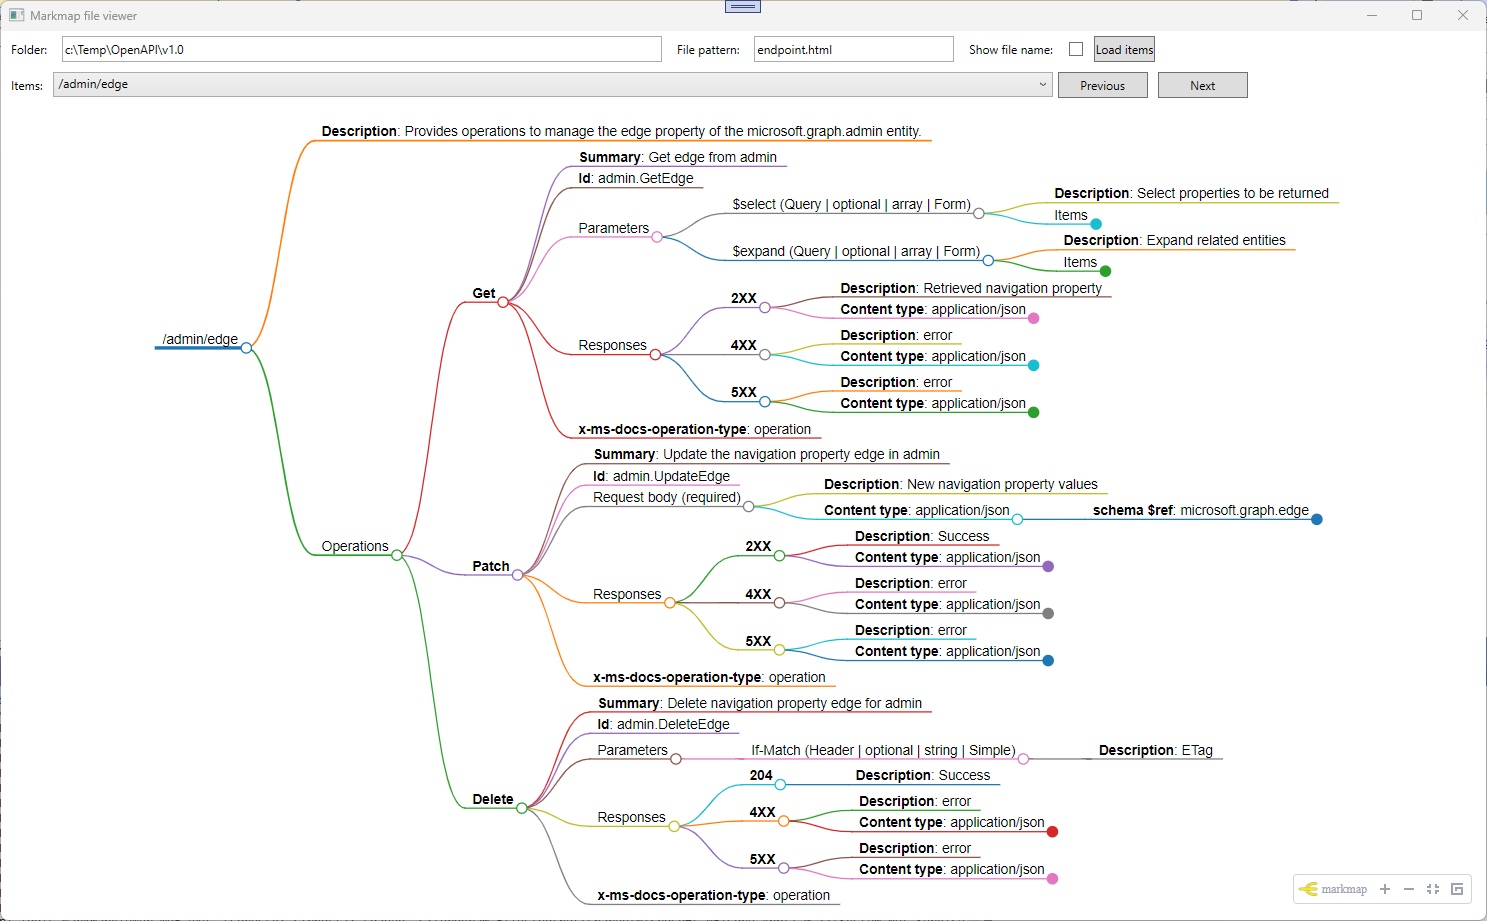 Markmap file viewer
Folder: c:\Temp\OpenAPI\v1.0 File pattern: endpoint.html Show file name: Load items
Items: /admin/edge Previous Next
/admin/edge
Description: Provides operations to manage the edge property of the microsoft.graph.admin entity.
Operations
Get
Summary: Get edge from admin
Id: admin.GetEdge
Parameters
$select (Query | optional | array | Form)
Description: Select properties to be returned
Items
$expand (Query | optional | array | Form)
Description: Expand related entities
Items
Responses
2XX
Description: Retrieved navigation property
Content type: application/json
4XX
Description: error
Content type: application/json
5XX
Description: error
Content type: application/json
x-ms-docs-operation-type: operation
Patch
Summary: Update the navigation property edge in admin
Id: admin.UpdateEdge
Request body (required)
Description: New navigation property values
Content type: application/json
schema $ref: microsoft.graph.edge
Responses
2XX
Description: Success
Content type: application/json
4XX
Description: error
Content type: application/json
5XX
Description: error
Content type: application/json
x-ms-docs-operation-type: operation
Delete
Summary: Delete navigation property edge for admin
Id: admin.DeleteEdge
Parameters
If-Match (Header | optional | string | Simple)
Description: ETag
Responses
204
Description: Success
4XX
Description: error
Content type: application/json
5XX
Description: error
Content type: application/json
x-ms-docs-operation-type: operation
markmap